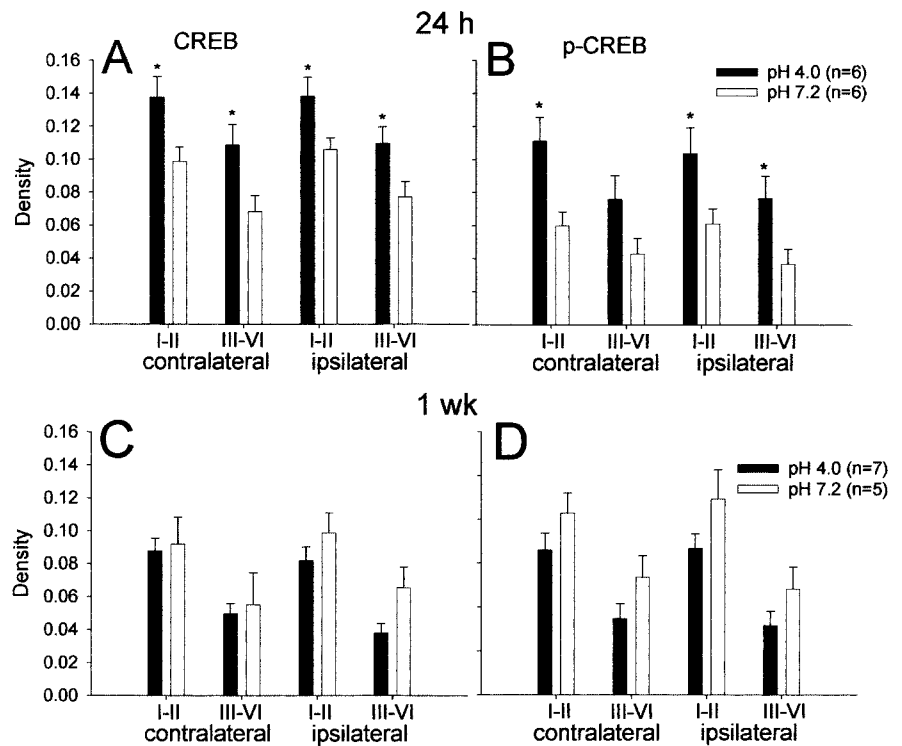 24 h
A
CREB
B
p-CREB
pH 4.0 (n=6)
pH 7.2 (n=6)
0.16
0.14
0.12
0.10
0.08
0.06
0.04
0.02
0.00
Density
* * * *
* * *
I-II III-VI I-II III-VI
contralateral ipsilateral
I-II III-VI I-II III-VI
contralateral ipsilateral
1 wk
C
D
pH 4.0 (n=7)
pH 7.2 (n=5)
0.16
0.14
0.12
0.10
0.08
0.06
0.04
0.02
0.00
Density
I-II III-VI I-II III-VI
contralateral ipsilateral
I-II III-VI I-II III-VI
contralateral ipsilateral